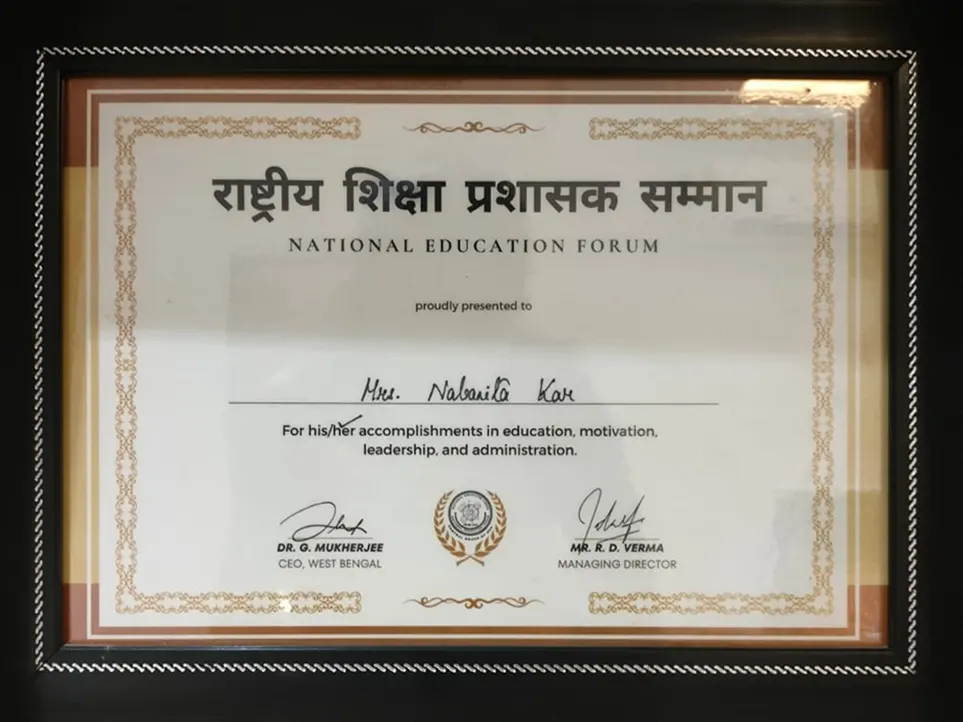 राष्ट्रीय शिक्षा प्रशासक सम्मान
NATIONAL EDUCATION FORUM
proudly presented to
Mrs. Nabanita Kar
For his/her accomplishments in education, motivation,
leadership, and administration.
DR. G. MUKHERJEE
CEO, WEST BENGAL
MR. R. D. VERMA
MANAGING DIRECTOR